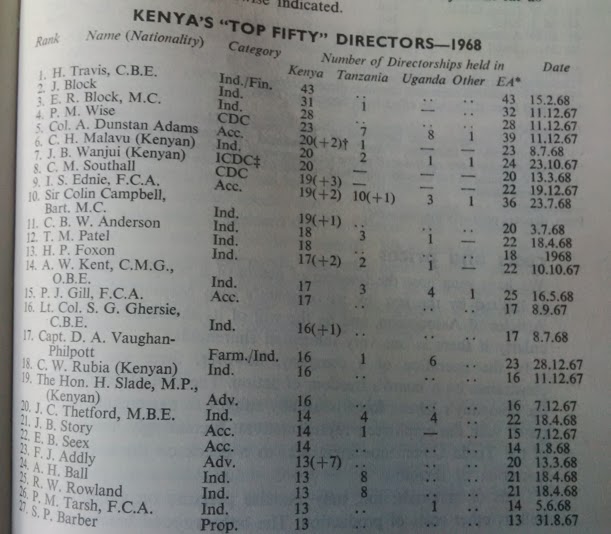 indicated.
KENYA'S "TOP FIFTY" DIRECTORS—1968
Rank Name (Nationality) Category Number of Directorships held in Date
Kenya Tanzania Uganda Other EA*
1. H. Travis, C.B.E. Ind./Fin. 43 .. .. .. 43 15.2.68
2. J. Block Ind. 31 1 — .. 32 11.12.67
3. E. R. Block, M.C. Ind. 28 .. .. .. 28 11.12.67
4. P. M. Wise CDC 23 7 8 1 39 11.12.67
5. Col. A. Dunstan Adams Acc. 20(+2)† 1 — — 23 8.7.68
6. C. H. Malavu (Kenyan) Ind. 20 2 1 1 24 23.10.67
7. J. B. Wanjui (Kenyan) ICDC‡ 20 — — — 20 13.3.68
8. C. M. Southall CDC 19(+3) — — — 22 19.12.67
9. I. S. Ednie, F.C.A. Acc. 19(+2) 10(+1) 3 1 36 23.7.68
10. Sir Colin Campbell,
Bart. M.C. Ind. 19(+1) .. .. .. 20 3.7.68
11. C. B. W. Anderson Ind. 18 3 1 — 22 18.4.68
12. T. M. Patel Ind. 18 .. .. .. 18 1968
13. H. P. Foxon Ind. 17(+2) 2 1 — 22 10.10.67
14. A. W. Kent, C.M.G.,
O.B.E. Ind. 17 3 4 1 25 16.5.68
15. P. J. Gill, F.C.A. Acc. 17 .. .. .. 17 8.9.67
16. Lt. Col. S. G. Ghersie,
C.B.E. Ind. 16(+1) .. .. .. 17 8.7.68
17. Capt. D. A. Vaughan-
Philpott Farm./Ind. 16 1 6 .. 23 28.12.67
18. C. W. Rubia (Kenyan) Ind. 16 .. .. .. 16 11.12.67
19. The Hon. H. Slade, M.P.,
(Kenyan) Adv. 16 .. .. .. 16 7.12.67
20. J. C. Thetford, M.B.E. Ind. 14 4 4 .. 22 18.4.68
21. J. B. Story Acc. 14 1 — .. 15 7.12.67
22. E. B. Seex Acc. 14 .. .. .. 14 1.8.68
23. F. J. Addly Adv. 13(+7) .. .. .. 20 13.3.68
24. A. H. Ball Ind. 13 8 .. .. 21 18.4.68
25. R. W. Rowland Ind. 13 8 .. .. 21 18.4.68
26. P. M. Tarsh, F.C.A. Ind. 13 .. 1 .. 14 5.6.68
27. S. P. Barber Prop. 13 .. .. .. 13 31.8.67